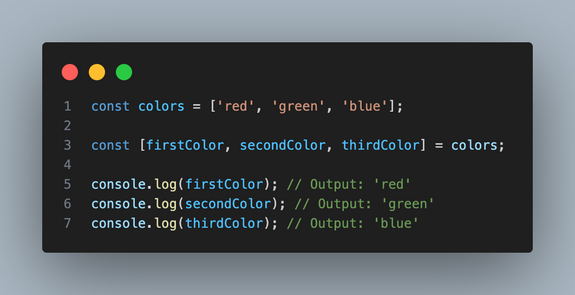 1 const colors = ['red', 'green', 'blue'];
2
3 const [firstColor, secondColor, thirdColor] = colors;
4
5 console.log(firstColor); // Output: 'red'
6 console.log(secondColor); // Output: 'green'
7 console.log(thirdColor); // Output: 'blue'